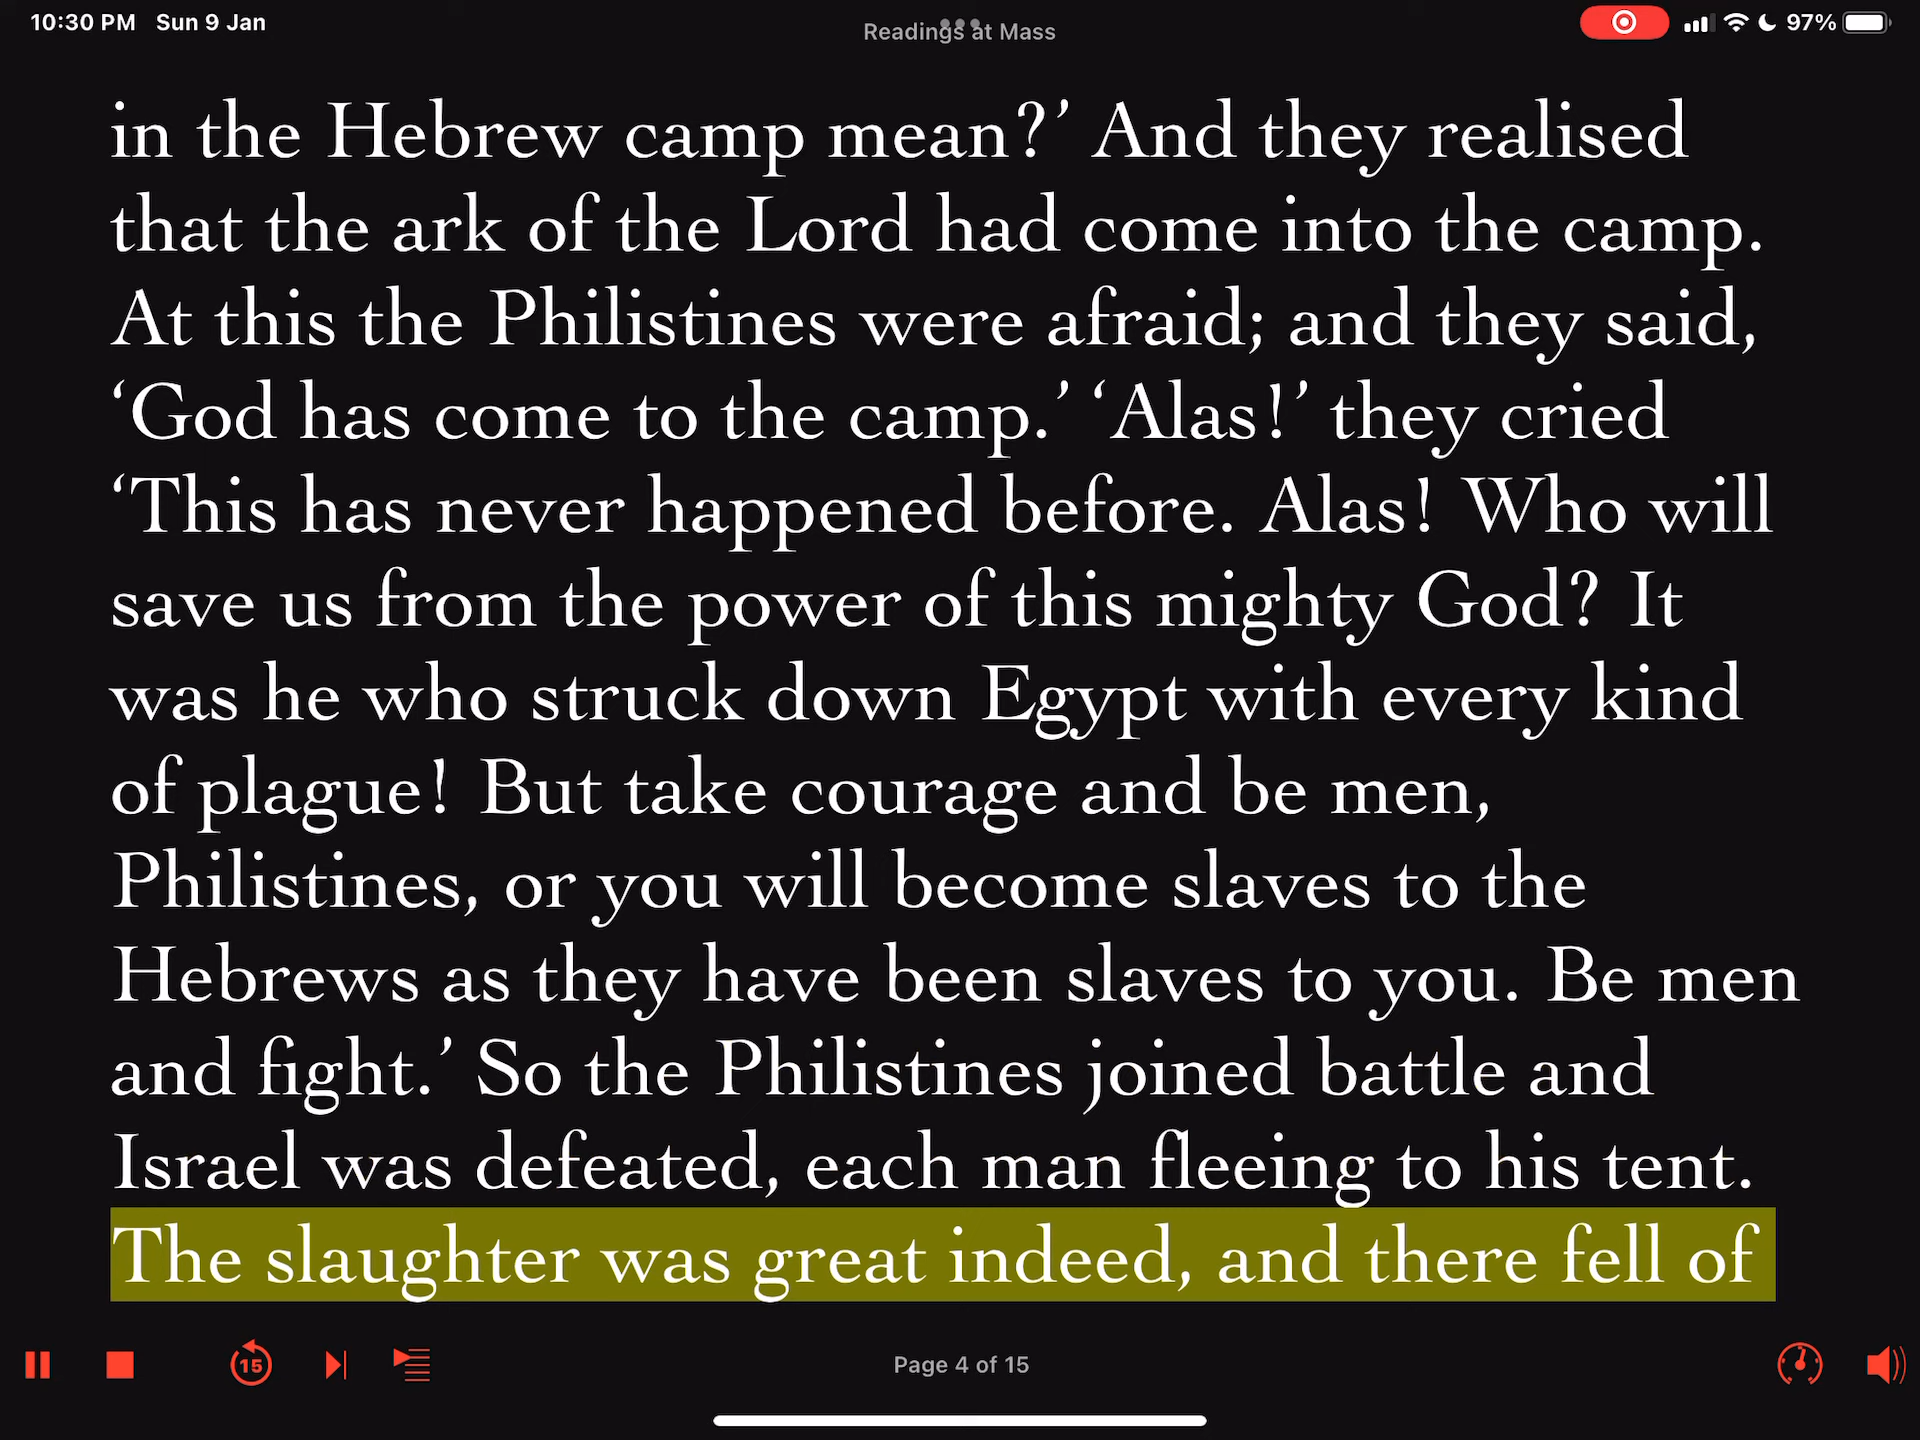 10:30 PM Sun 9 Jan
Readings at Mass
97%
in the Hebrew camp mean?’ And they realised
that the ark of the Lord had come into the camp.
At this the Philistines were afraid; and they said,
‘God has come to the camp.’ ‘Alas!’ they cried
‘This has never happened before. Alas! Who will
save us from the power of this mighty God? It
was he who struck down Egypt with every kind
of plague! But take courage and be men,
Philistines, or you will become slaves to the
Hebrews as they have been slaves to you. Be men
and fight.’ So the Philistines joined battle and
Israel was defeated, each man fleeing to his tent.
The slaughter was great indeed, and there fell of
15
Page 4 of 15